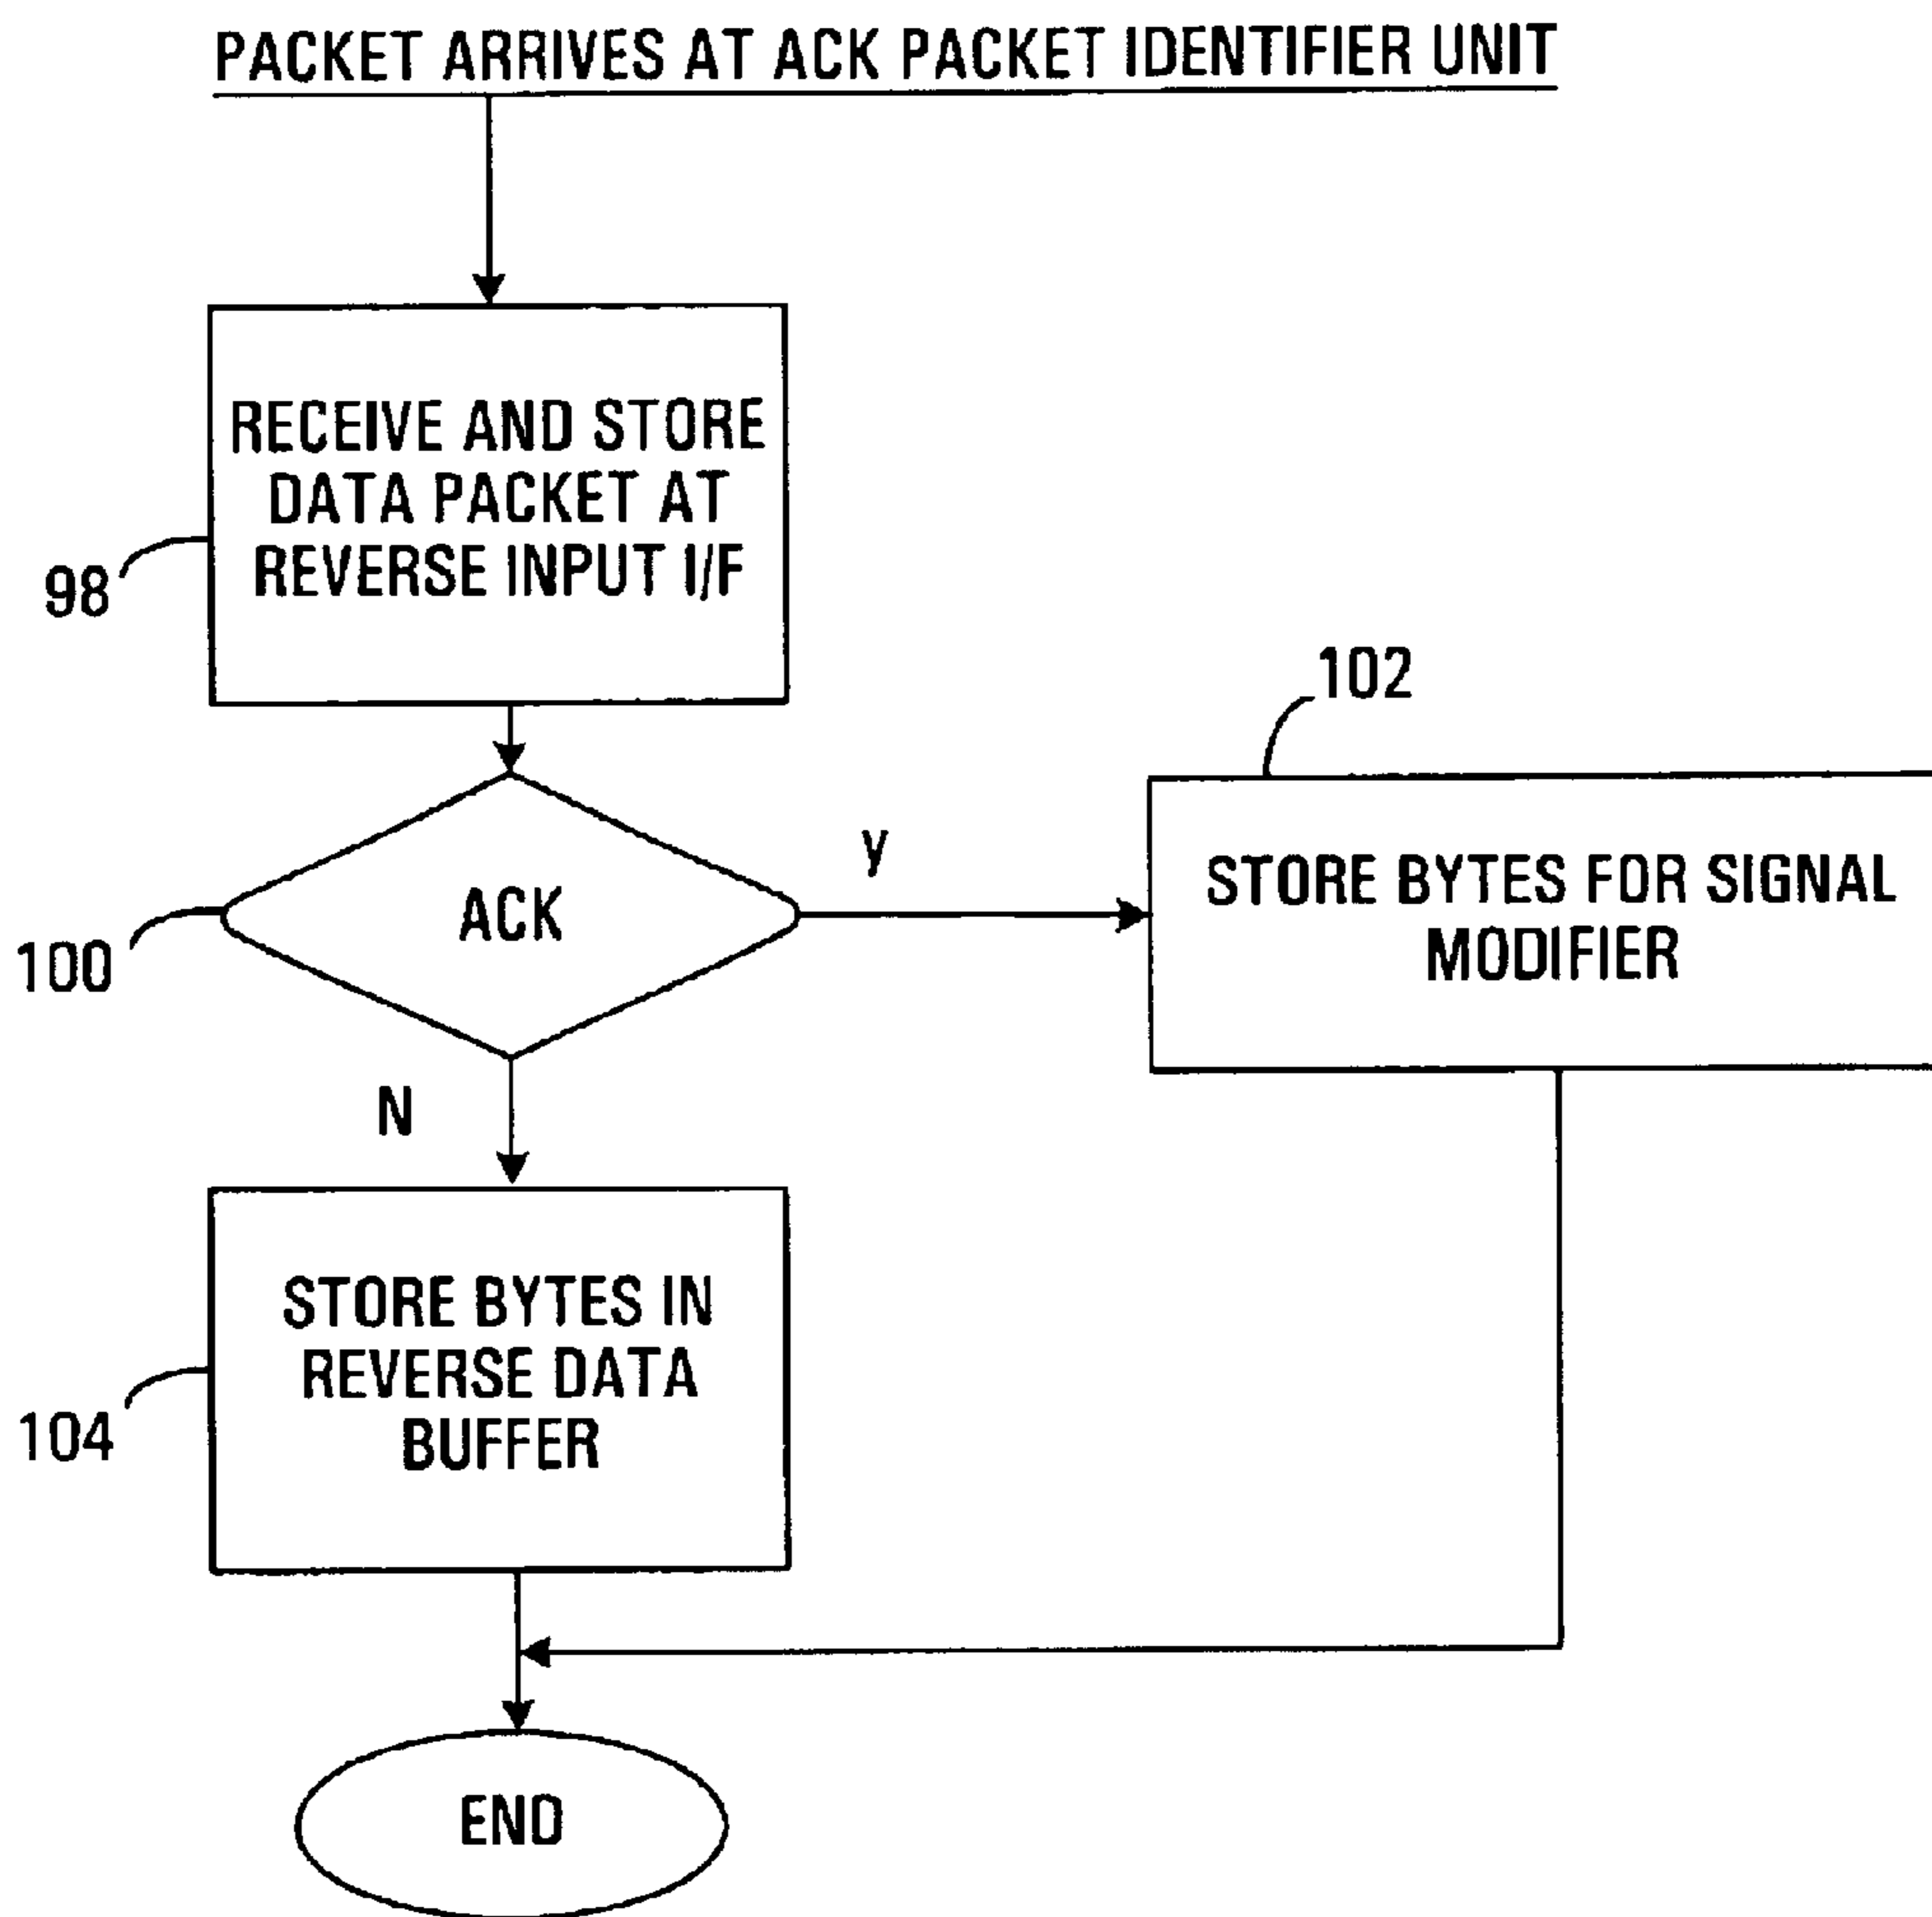 PACKET ARRIVES AT ACK PACKET IDENTIFIER UNIT
RECEIVE AND STORE
DATA PACKET AT
REVERSE INPUT I/F
98
102
ACK
Y
STORE BYTES FOR SIGNAL
MODIFIER
100
N
STORE BYTES IN
REVERSE DATA
BUFFER
104
END